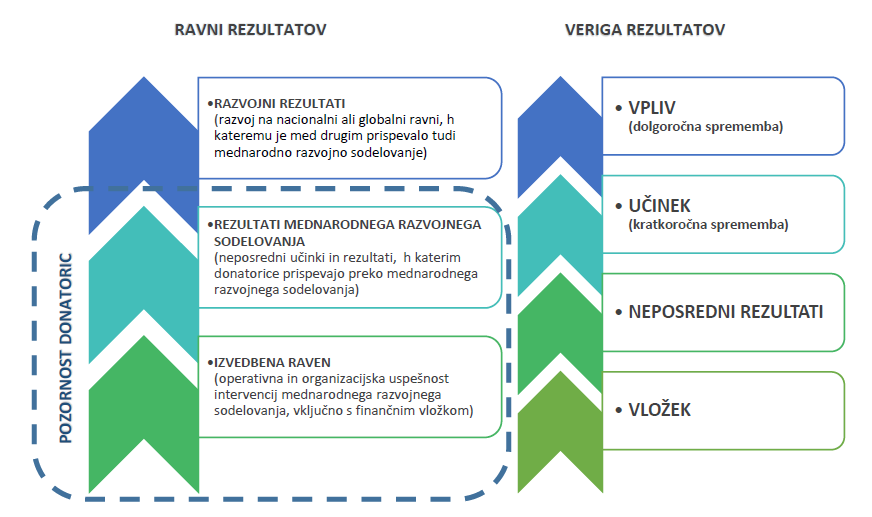 RAVNI REZULTATOV
•RAZVOJNI REZULTATI
(razvoj na nacionalni ali globalni ravni, h
kateremu je med drugim prispevalo tudi
mednarodno razvojno sodelovanje)
•REZULTATI MEDNARODNEGA RAZVOJNEGA
SODELOVANJA
(neposredni učinki in rezultati, h katerim
donatorice prispevajo preko mednarodnega
razvojnega sodelovanja)
•IZVEDBENA RAVEN
(operativna in organizacijska uspešnost
intervencij mednarodnega razvojnega
sodelovanja, vključno s finančnim vložkom)
POZORNOST DONATORIC
VERIGA REZULTATOV
• VPLIV
(dolgoročna sprememba)
• UČINEK
(kratkoročna sprememba)
• NEPOSREDNI REZULTATI
• VLOŽEK